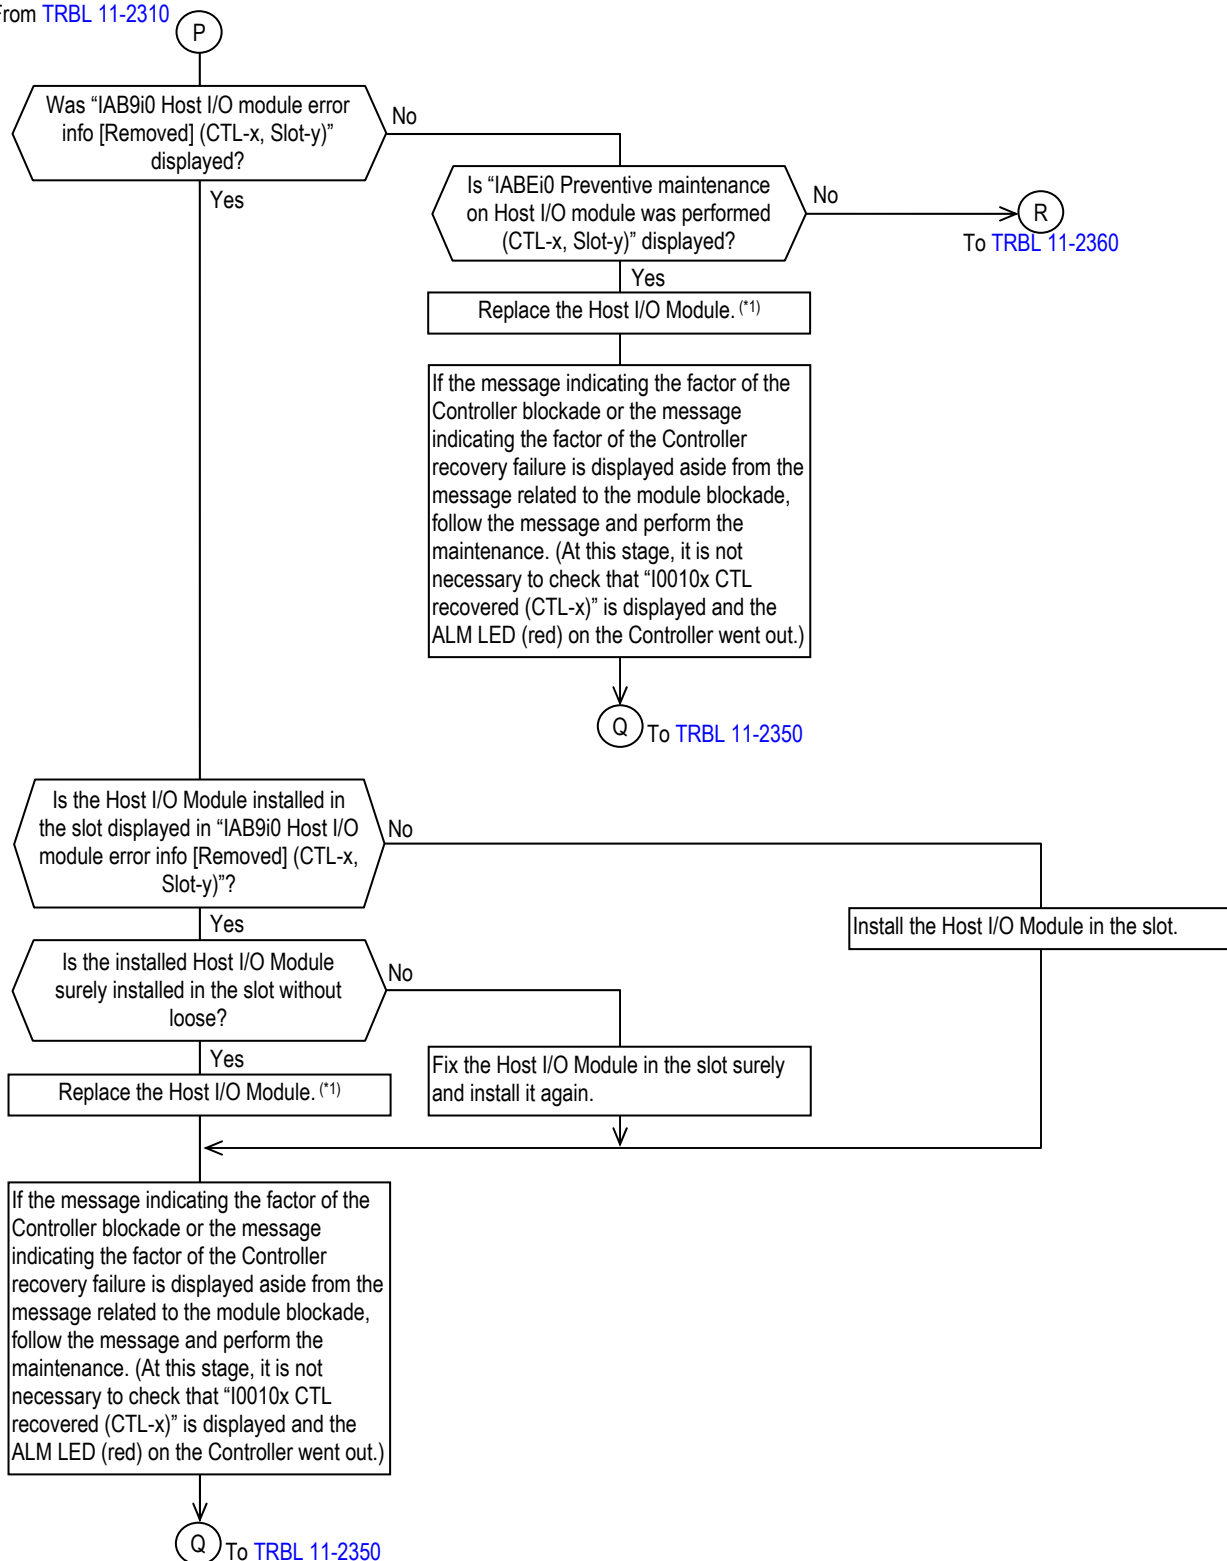 From TRBL 11-2310
P
Was “IAB9i0 Host I/O module error
info [Removed] (CTL-x, Slot-y)”
displayed?
No
Yes
Is “IABEi0 Preventive maintenance
on Host I/O module was performed
(CTL-x, Slot-y)” displayed?
No
R
To TRBL 11-2360
Yes
Replace the Host I/O Module. (*1)
If the message indicating the factor of the
Controller blockade or the message
indicating the factor of the Controller
recovery failure is displayed aside from the
message related to the module blockade,
follow the message and perform the
maintenance. (At this stage, it is not
necessary to check that “I0010x CTL
recovered (CTL-x)” is displayed and the
ALM LED (red) on the Controller went out.)
Q
To TRBL 11-2350
Is the Host I/O Module installed in
the slot displayed in “IAB9i0 Host I/O
module error info [Removed] (CTL-x,
Slot-y)”?
No
Yes
Install the Host I/O Module in the slot.
Is the installed Host I/O Module
surely installed in the slot without
loose?
No
Yes
Fix the Host I/O Module in the slot surely
and install it again.
Replace the Host I/O Module. (*1)
If the message indicating the factor of the
Controller blockade or the message
indicating the factor of the Controller
recovery failure is displayed aside from the
message related to the module blockade,
follow the message and perform the
maintenance. (At this stage, it is not
necessary to check that “I0010x CTL
recovered (CTL-x)” is displayed and the
ALM LED (red) on the Controller went out.)
Q
To TRBL 11-2350